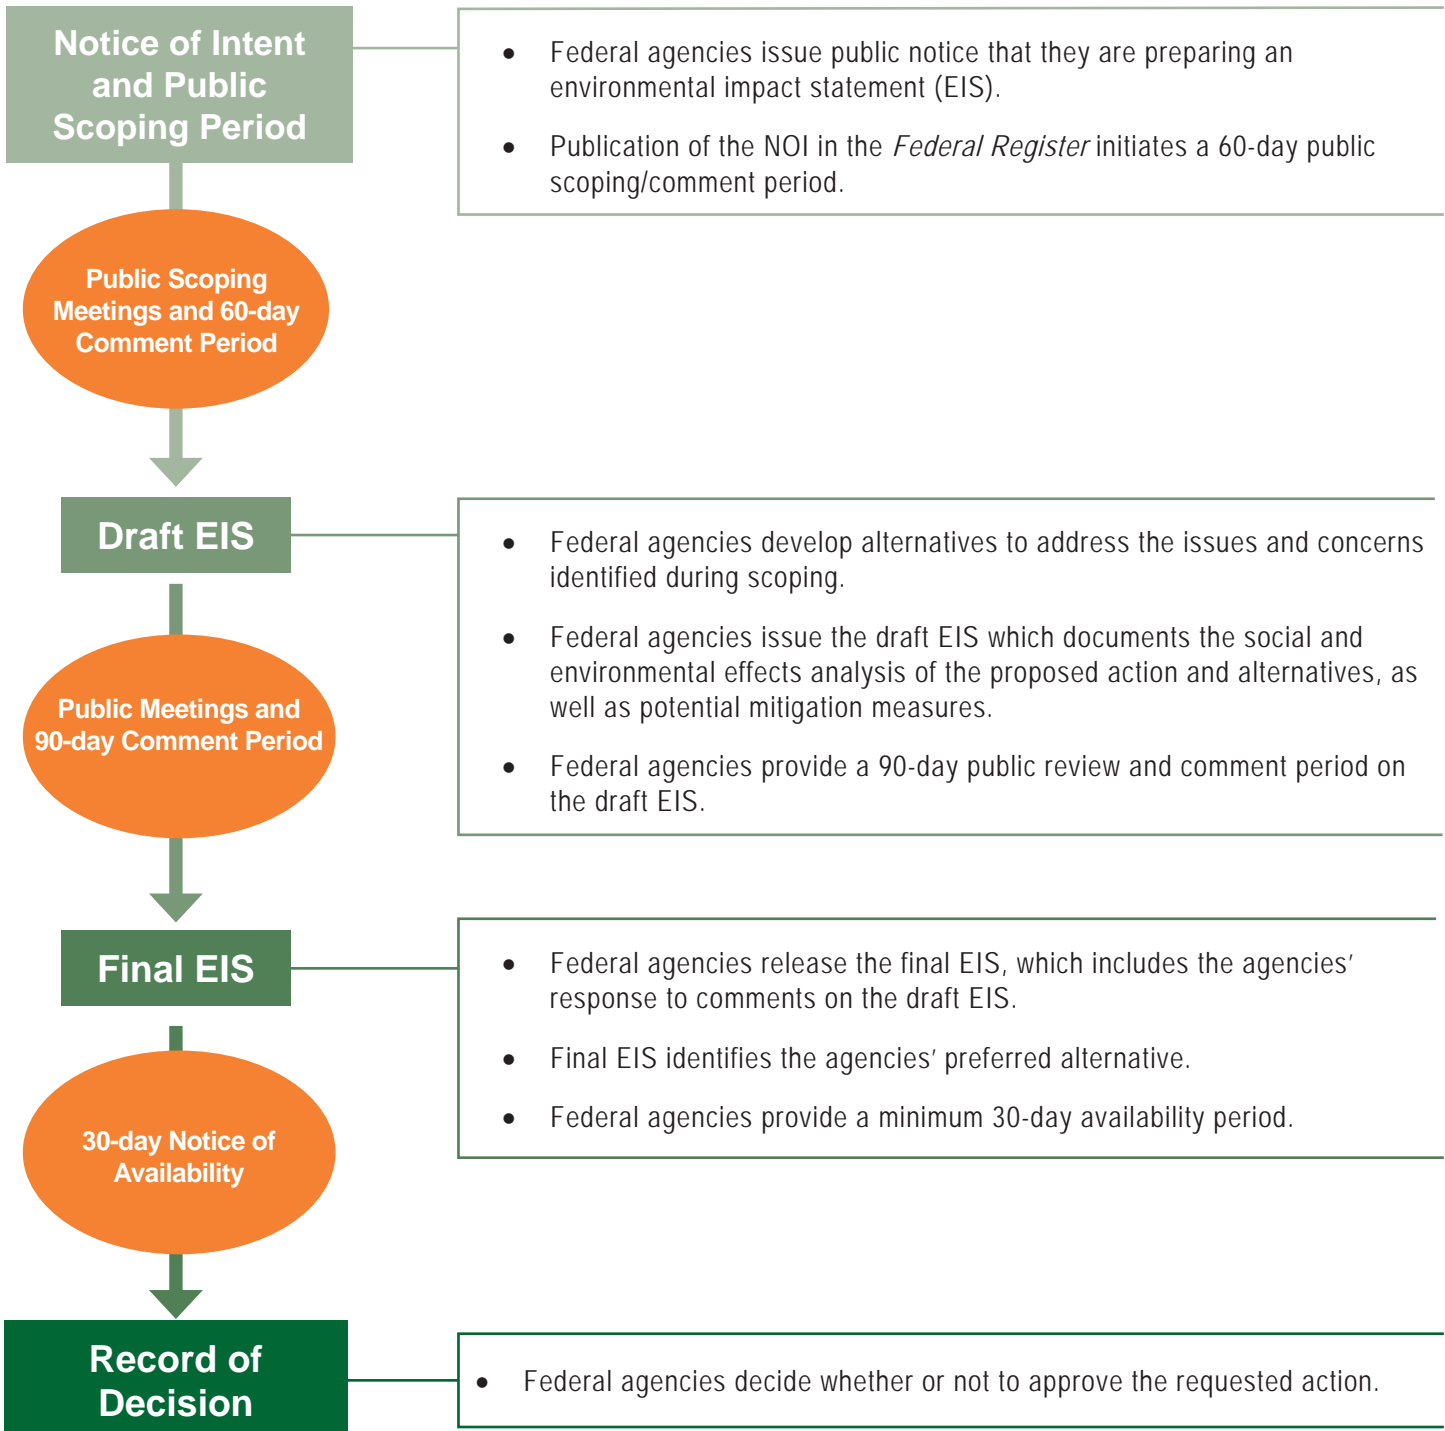 Notice of Intent
and Public
Scoping Period
• Federal agencies issue public notice that they are preparing an
environmental impact statement (EIS).
• Publication of the NOI in the Federal Register initiates a 60-day public
scoping/comment period.
Public Scoping
Meetings and 60-day
Comment Period
Draft EIS
• Federal agencies develop alternatives to address the issues and concerns
identified during scoping.
• Federal agencies issue the draft EIS which documents the social and
environmental effects analysis of the proposed action and alternatives, as
well as potential mitigation measures.
• Federal agencies provide a 90-day public review and comment period on
the draft EIS.
Public Meetings and
90-day Comment Period
Final EIS
• Federal agencies release the final EIS, which includes the agencies’
response to comments on the draft EIS.
• Final EIS identifies the agencies’ preferred alternative.
• Federal agencies provide a minimum 30-day availability period.
30-day Notice of
Availability
Record of
Decision
• Federal agencies decide whether or not to approve the requested action.